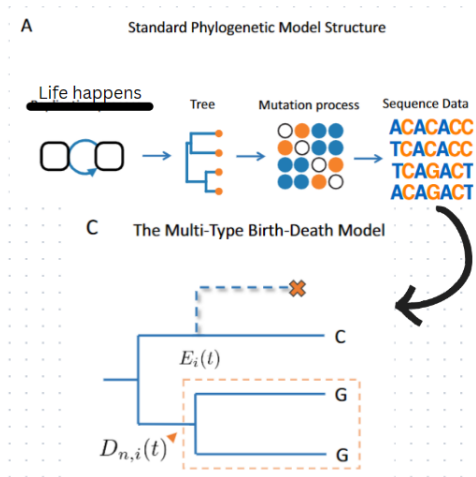 A
Standard Phylogenetic Model Structure
Life happens
Tree
Mutation process
Sequence Data
ACACACC
TCACACC
TCAGACT
ACAGACT
C
The Multi-Type Birth-Death Model
C
E_i(t)
G
D_{n,i}(t)
G